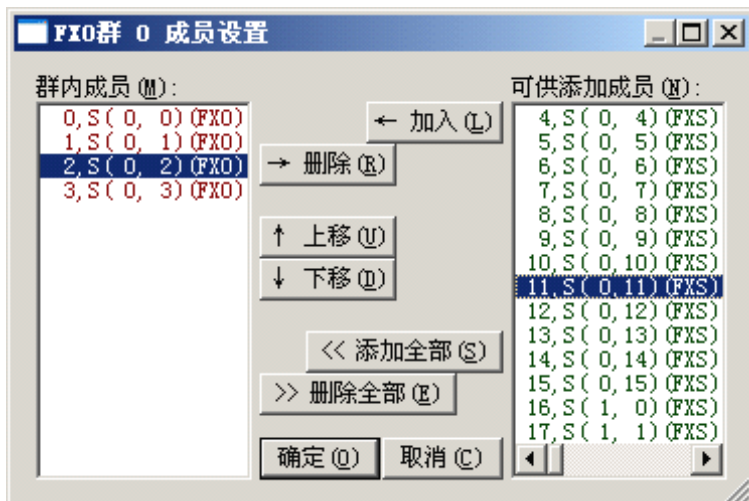 FXO群 0 成员设置
群内成员(M):
0,S( 0, 0)(FXO)
1,S( 0, 1)(FXO)
2,S( 0, 2)(FXO)
3,S( 0, 3)(FXO)
← 加入(L)
→ 删除(R)
↑ 上移(U)
↓ 下移(D)
<< 添加全部(S)
>> 删除全部(E)
确定(O)
取消(C)
可供添加成员(N):
4,S( 0, 4)(FXS)
5,S( 0, 5)(FXS)
6,S( 0, 6)(FXS)
7,S( 0, 7)(FXS)
8,S( 0, 8)(FXS)
9,S( 0, 9)(FXS)
10,S( 0,10)(FXS)
11,S( 0,11)(FXS)
12,S( 0,12)(FXS)
13,S( 0,13)(FXS)
14,S( 0,14)(FXS)
15,S( 0,15)(FXS)
16,S( 1, 0)(FXS)
17,S( 1, 1)(FXS)